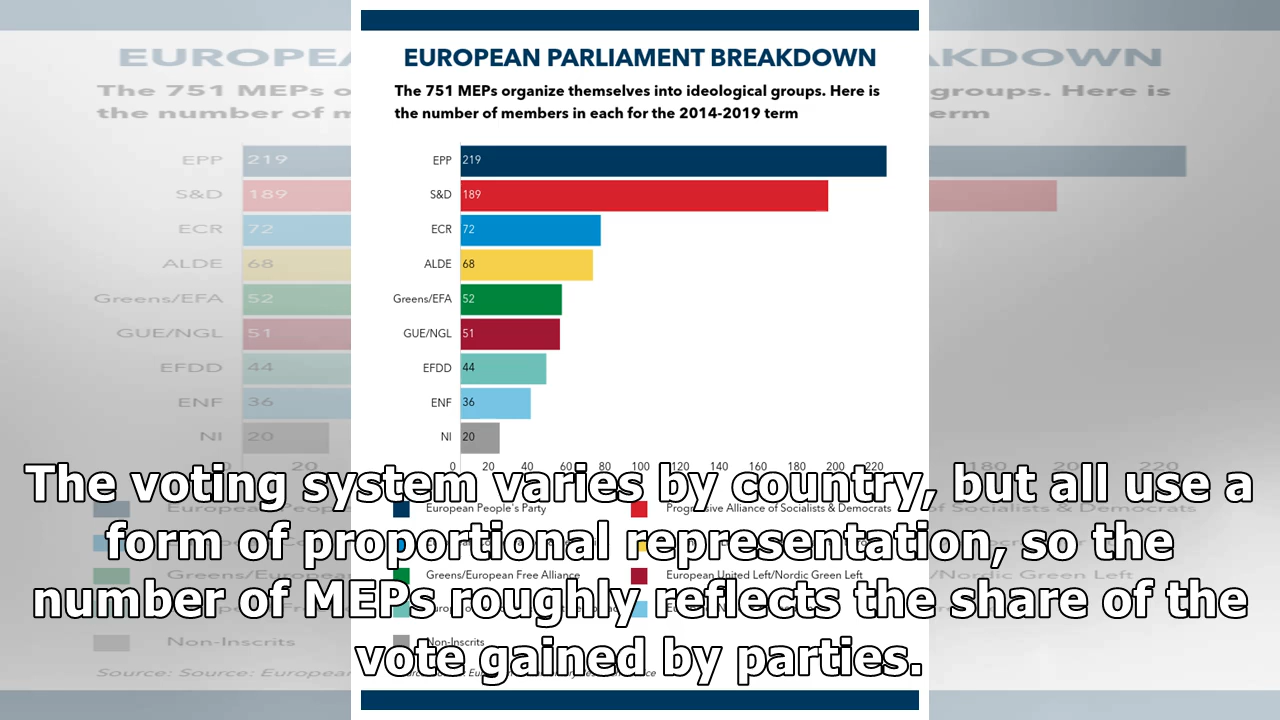 EUROPEAN PARLIAMENT BREAKDOWN
The 751 MEPs organize themselves into ideological groups. Here is
the number of members in each for the 2014-2019 term
EPP 219
S&D 189
ECR 72
ALDE 68
Greens/EFA 52
GUE/NGL 51
EFDD 44
ENF 36
NI 20
0 20 40 60 80 100 120 140 160 180 200 220
The voting system varies by country, but all use a
form of proportional representation, so the
number of MEPs roughly reflects the share of the
vote gained by parties.
European People's Party
Progressive Alliance of Socialists & Democrats
Greens/European Free Alliance
European United Left/Nordic Green Left
Non-Inscrits